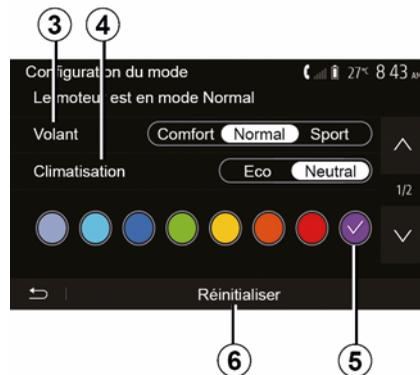 3 4
Configuration du mode 27°C 8 43 AM
Le moteur est en mode Normal
Volant Comfort Normal Sport
Climatisation Eco Neutral
1/2
Réinitialiser
6 5